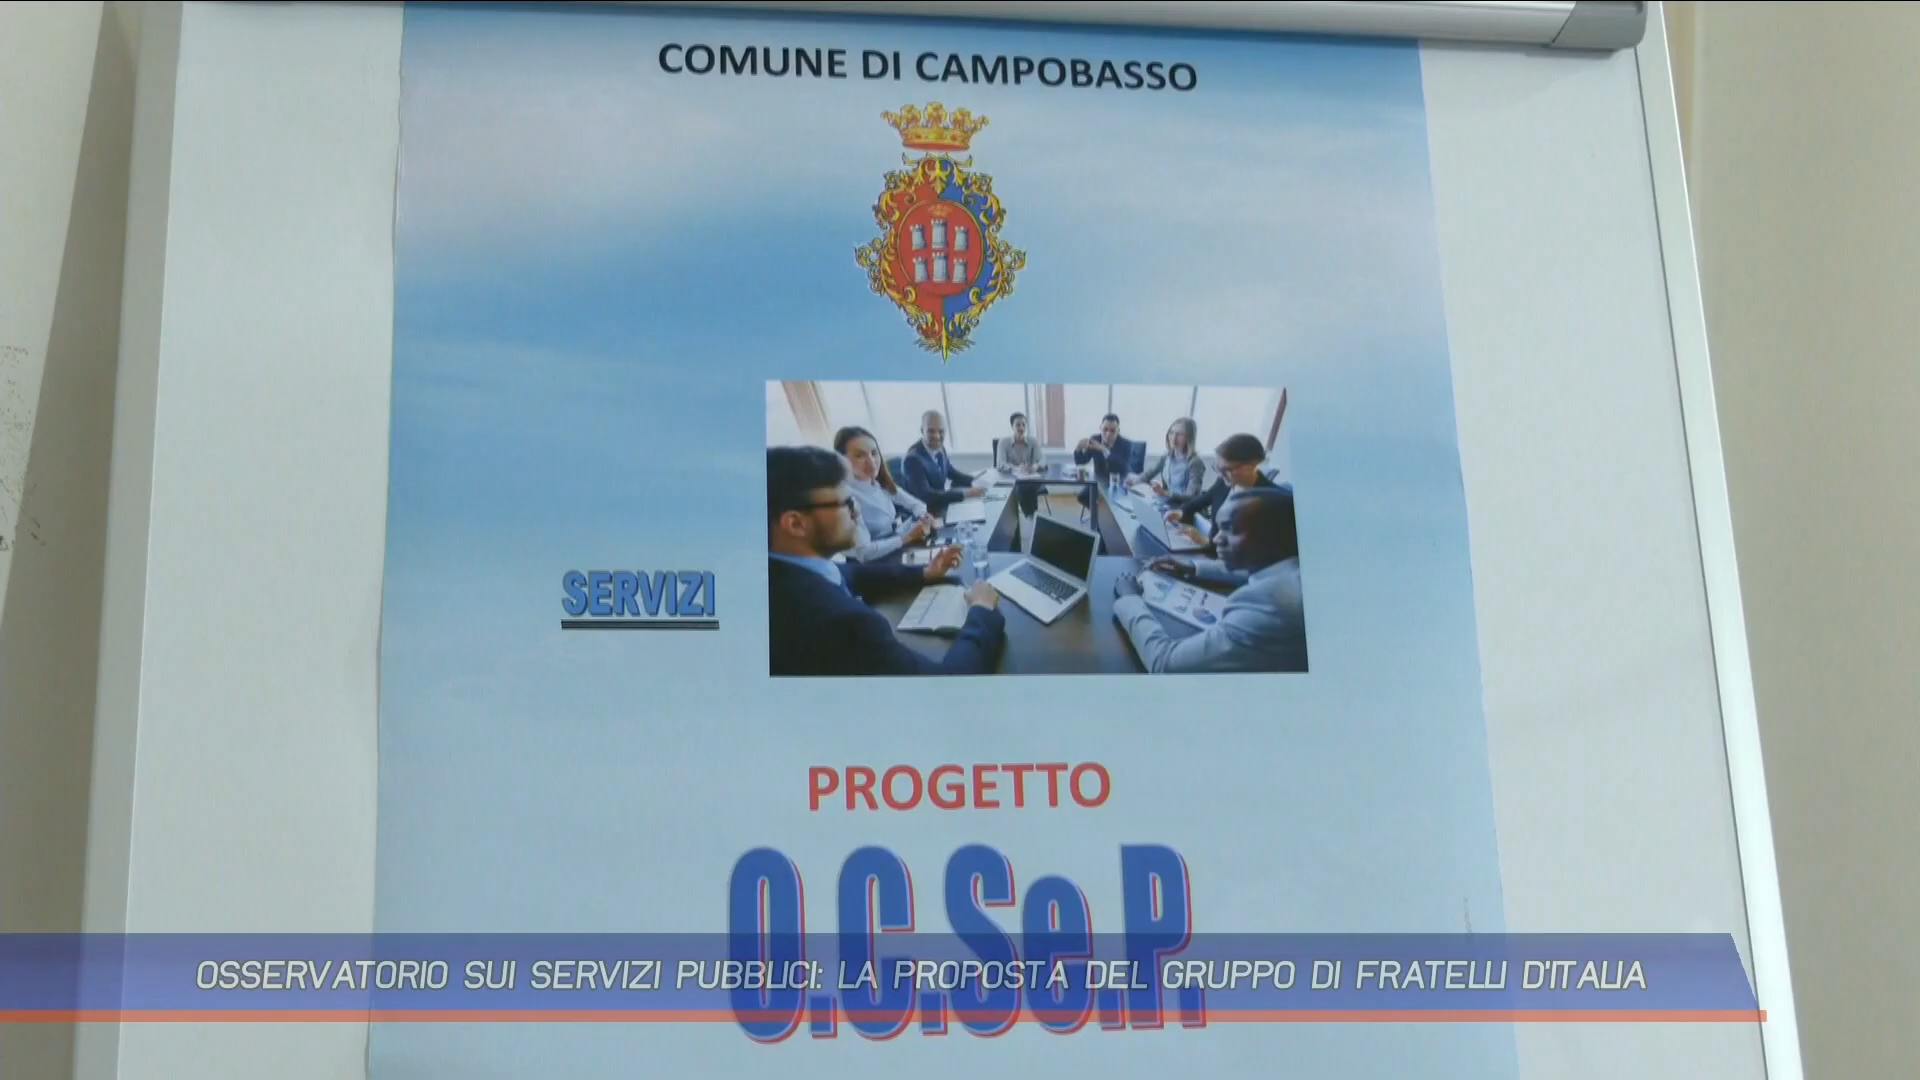 COMUNE DI CAMPOBASSO
SERVIZI
PROGETTO
O.C.Se.P.
OSSERVATORIO SUI SERVIZI PUBBLICI: LA PROPOSTA DEL GRUPPO DI FRATELLI D'ITALIA